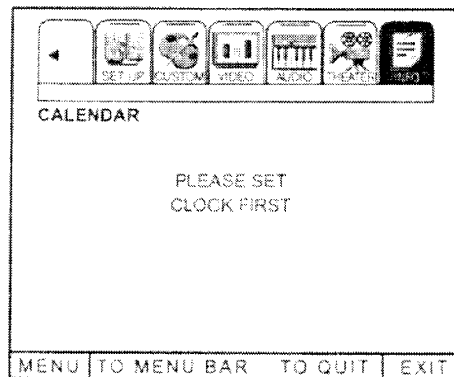 SET UP CUSTOM VIDEO AUDIO THEATER INFO
CALENDAR
PLEASE SET
CLOCK FIRST
MENU TO MENU BAR TO QUIT EXIT